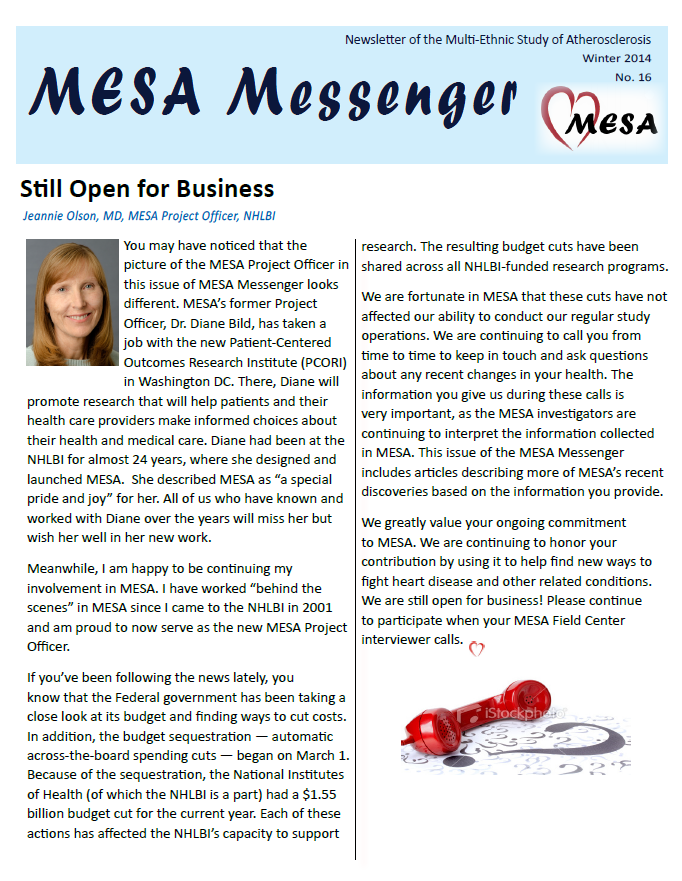 Newsletter of the Multi-Ethnic Study of Atherosclerosis
Winter 2014
No. 16
MESA Messenger
MESA
Still Open for Business
Jeannie Olson, MD, MESA Project Officer, NHLBI
You may have noticed that the
picture of the MESA Project Officer in
this issue of MESA Messenger looks
different. MESA's former Project
Officer, Dr. Diane Bild, has taken a
job with the new Patient-Centered
Outcomes Research Institute (PCORI)
in Washington DC. There, Diane will
promote research that will help patients and their
health care providers make informed choices about
their health and medical care. Diane had been at the
NHLBI for almost 24 years, where she designed and
launched MESA.  She described MESA as “a special
pride and joy” for her. All of us who have known and
worked with Diane over the years will miss her but
wish her well in her new work.
Meanwhile, I am happy to be continuing my
involvement in MESA. I have worked “behind the
scenes” in MESA since I came to the NHLBI in 2001
and am proud to now serve as the new MESA Project
Officer.
If you've been following the news lately, you
know that the Federal government has been taking a
close look at its budget and finding ways to cut costs.
In addition, the budget sequestration — automatic
across-the-board spending cuts — began on March 1.
Because of the sequestration, the National Institutes
of Health (of which the NHLBI is a part) had a $1.55
billion budget cut for the current year. Each of these
actions has affected the NHLBI's capacity to support
research. The resulting budget cuts have been
shared across all NHLBI-funded research programs.
We are fortunate in MESA that these cuts have not
affected our ability to conduct our regular study
operations. We are continuing to call you from
time to time to keep in touch and ask questions
about any recent changes in your health. The
information you give us during these calls is
very important, as the MESA investigators are
continuing to interpret the information collected
in MESA. This issue of the MESA Messenger
includes articles describing more of MESA's recent
discoveries based on the information you provide.
We greatly value your ongoing commitment
to MESA. We are continuing to honor your
contribution by using it to help find new ways to
fight heart disease and other related conditions.
We are still open for business! Please continue
to participate when your MESA Field Center
interviewer calls.
iStockphoto